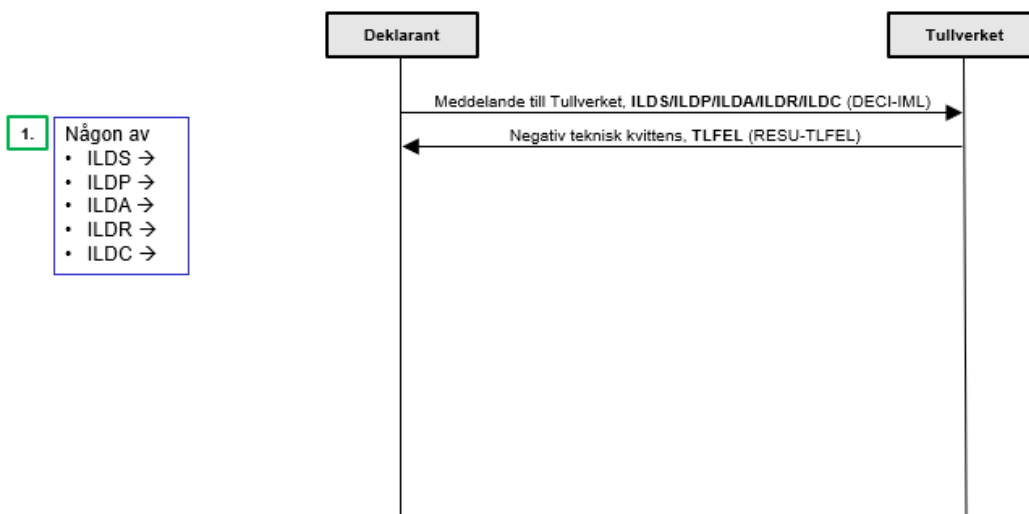 Deklarant
Tullverket
Meddelande till Tullverket, ILDS/ILDP/ILDA/ILDR/ILDC (DECI-IML)
Negativ teknisk kvittens, TLFEL (RESU-TLFEL)
1.
Någon av
• ILDS →
• ILDP →
• ILDA →
• ILDR →
• ILDC →